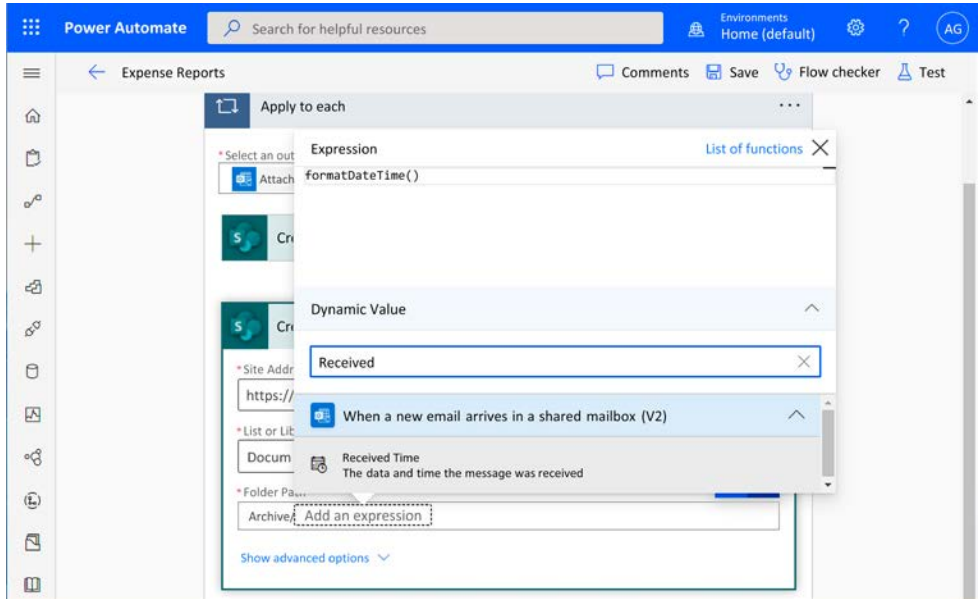 Power Automate
Search for helpful resources
Environments
Home (default)
?
AG
Expense Reports
Comments
Save
Flow checker
Test
Apply to each
...
*Select an out
Attach
Expression
List of functions
formatDateTime()
S
Cre
Dynamic Value
S
Cre
Received
*Site Addr
https://
When a new email arrives in a shared mailbox (V2)
*List or Lib
Docum
Received Time
The data and time the message was received
*Folder Pa
Archive/
Add an expression
Show advanced options